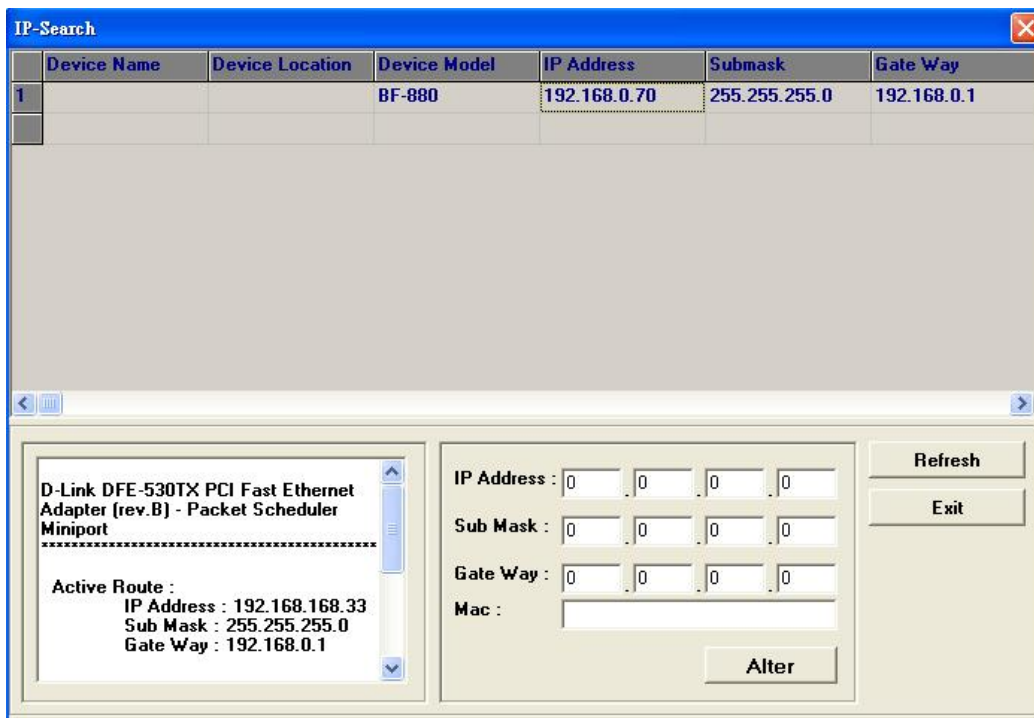 IP-Search
Device Name Device Location Device Model IP Address Submask Gate Way
1 BF-880 192.168.0.70 255.255.255.0 192.168.0.1
D-Link DFE-530TX PCI Fast Ethernet
Adapter (rev.B) - Packet Scheduler
Miniport
************************************************
Active Route :
IP Address : 192.168.168.33
Sub Mask : 255.255.255.0
Gate Way : 192.168.0.1
IP Address : 0 . 0 . 0 . 0
Sub Mask : 0 . 0 . 0 . 0
Gate Way : 0 . 0 . 0 . 0
Mac :
Alter
Refresh
Exit